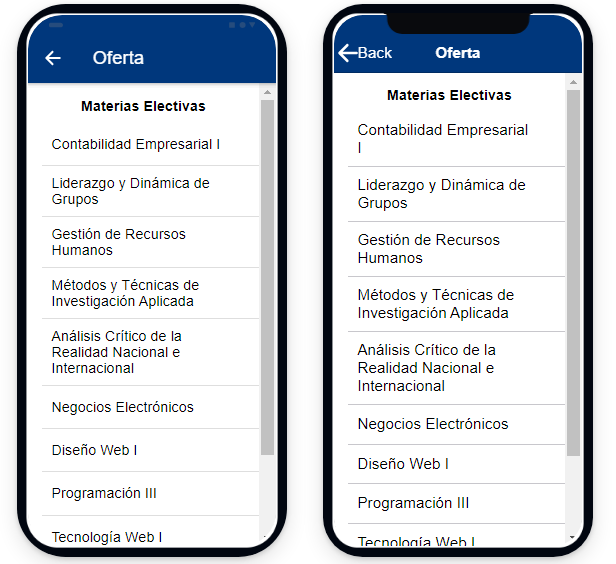 Oferta
Materias Electivas
Contabilidad Empresarial I
Liderazgo y Dinámica de
Grupos
Gestión de Recursos
Humanos
Métodos y Técnicas de
Investigación Aplicada
Análisis Crítico de la
Realidad Nacional e
Internacional
Negocios Electrónicos
Diseño Web I
Programación III
Tecnología Web I
Back Oferta
Materias Electivas
Contabilidad Empresarial
I
Liderazgo y Dinámica de
Grupos
Gestión de Recursos
Humanos
Métodos y Técnicas de
Investigación Aplicada
Análisis Crítico de la
Realidad Nacional e
Internacional
Negocios Electrónicos
Diseño Web I
Programación III
Tecnología Web I